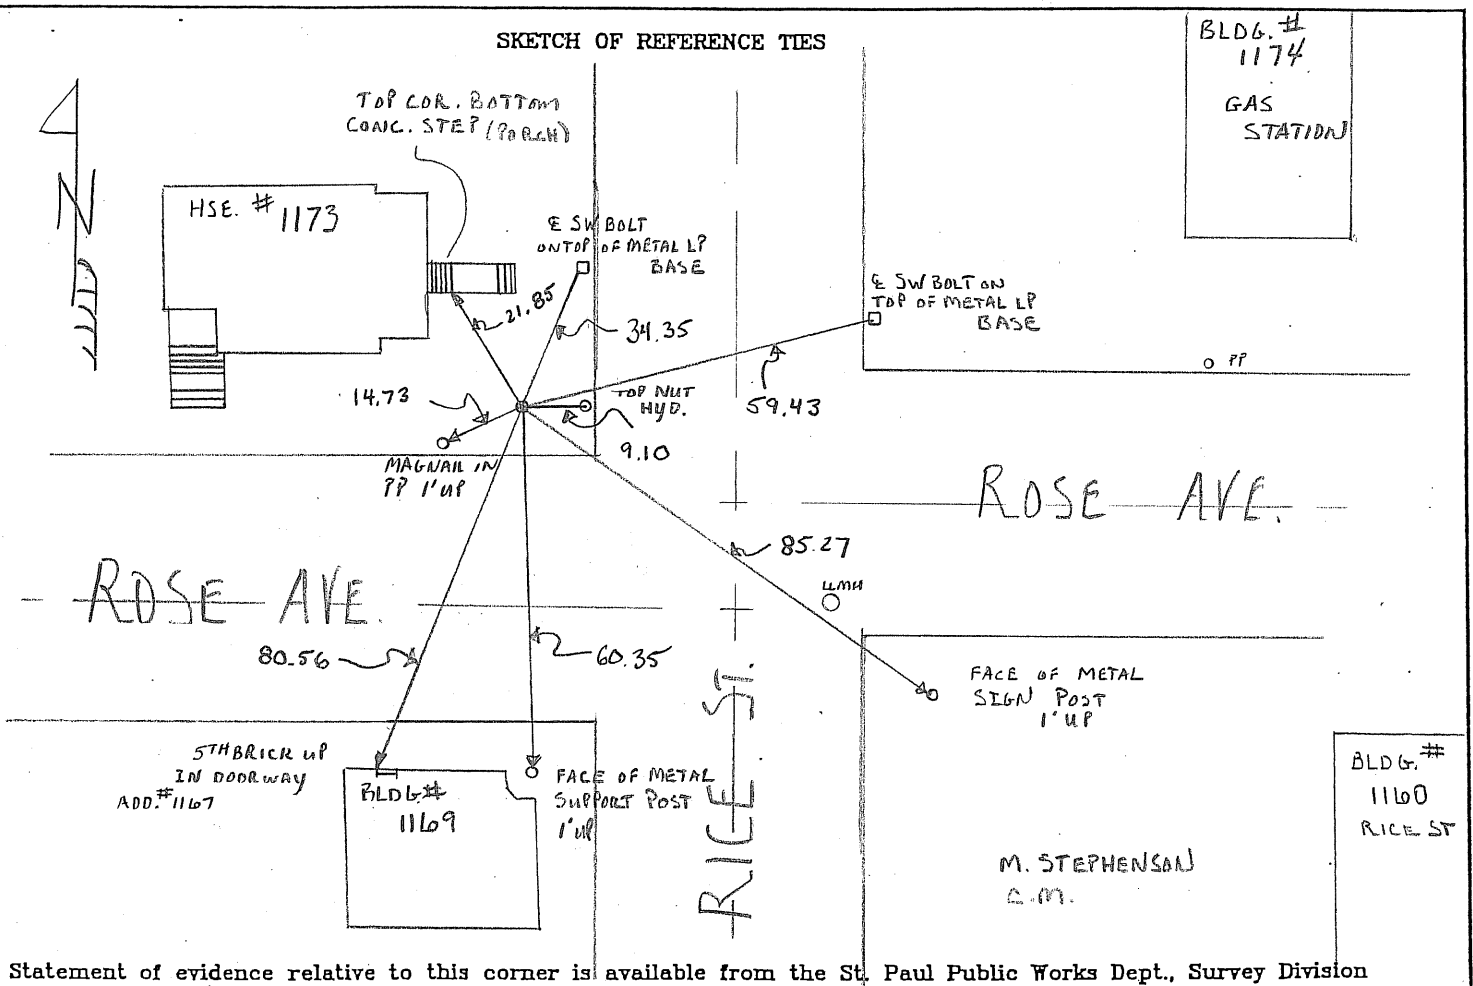 SKETCH OF REFERENCE TIES
BLDG. #
1174
GAS
STATION
TOP COR. BOTTOM
CONC. STEP (PORCH)
N
HSE. # 1173
℄ SW BOLT
ON TOP OF METAL LP
BASE
℄ SW BOLT ON
TOP OF METAL LP
BASE
21.85
34.35
PP
14.73
TOP NUT
HYD.
59.43
9.10
MAGNAIL IN
PP 1' UP
ROSE AVE.
85.27
ROSE AVE.
80.56
60.35
FACE OF METAL
SIGN POST
1' UP
5TH BRICK UP
IN DOORWAY
ADD. #1167
BLDG #
1169
FACE OF METAL
SUPPORT POST
1' UP
RICE ST.
BLDG. #
1160
RICE ST
M. STEPHENSON
C.M.
Statement of evidence relative to this corner is available from the St. Paul Public Works Dept., Survey Division